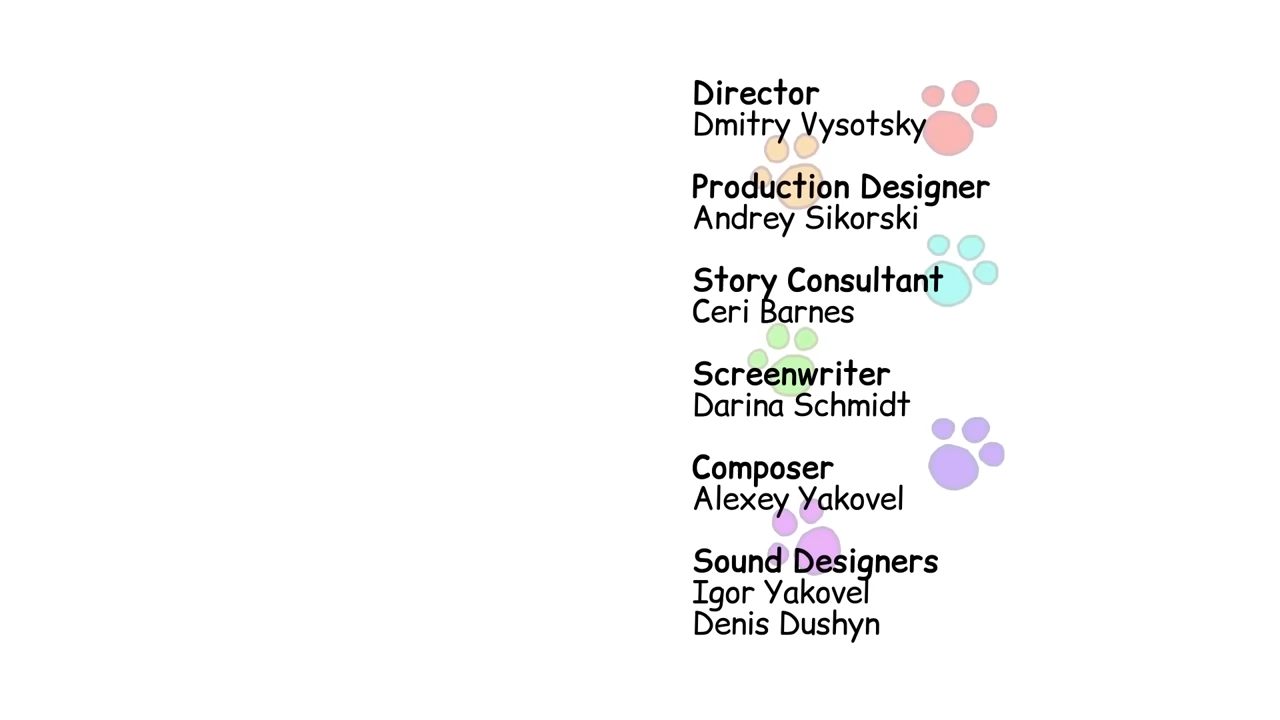 Director
Dmitry Vysotsky
Production Designer
Andrey Sikorski
Story Consultant
Ceri Barnes
Screenwriter
Darina Schmidt
Composer
Alexey Yakovel
Sound Designers
Igor Yakovel
Denis Dushyn